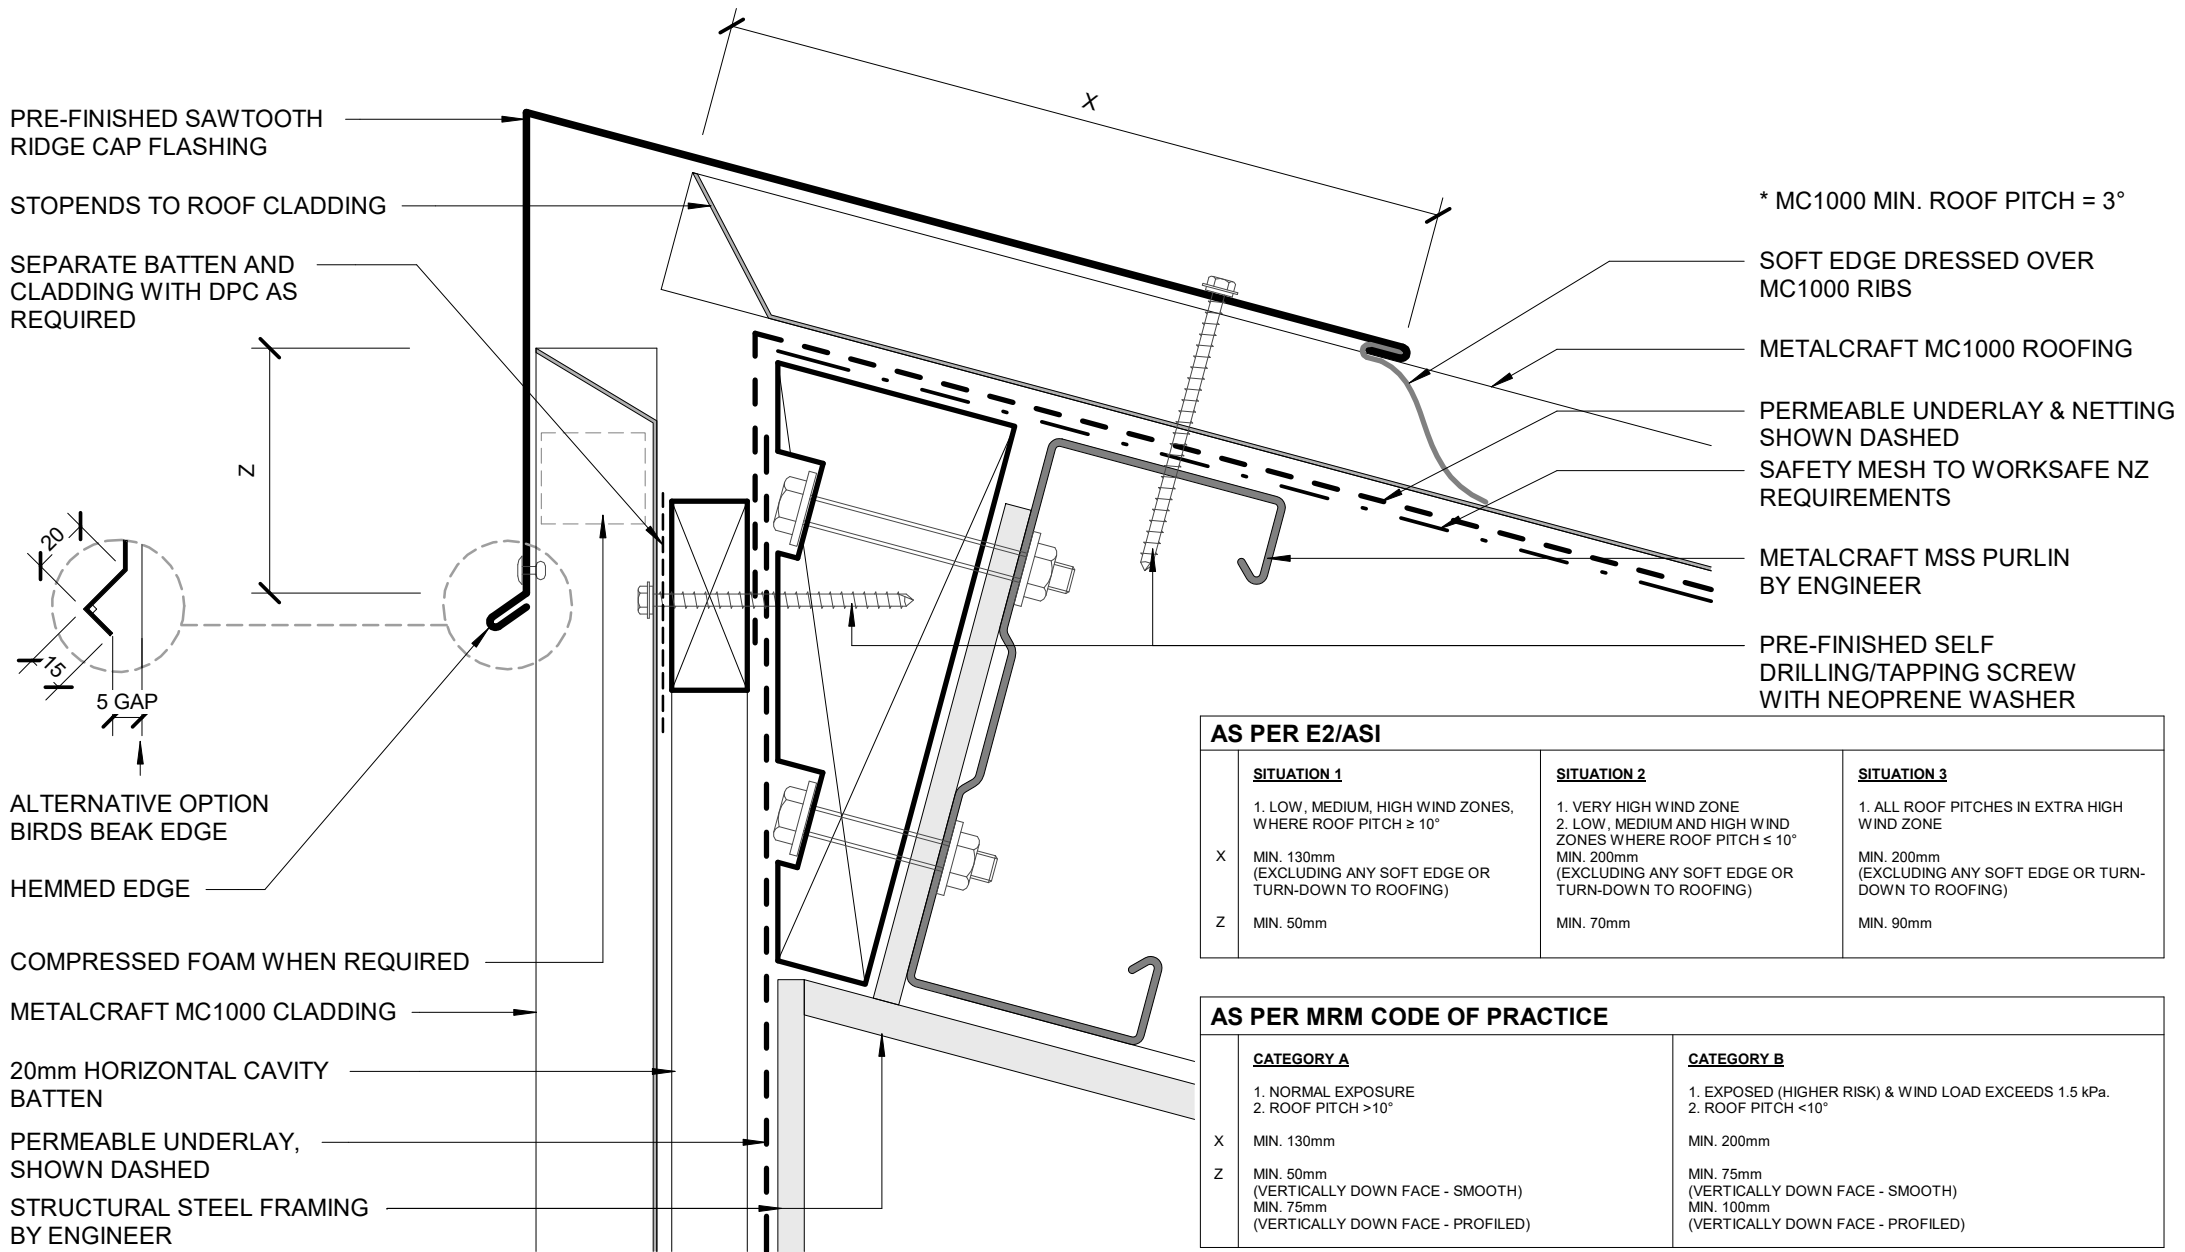 PRE-FINISHED SAWTOOTH
RIDGE CAP FLASHING
STOPENDS TO ROOF CLADDING
SEPARATE BATTEN AND
CLADDING WITH DPC AS
REQUIRED
X
Z
20
15
5 GAP
ALTERNATIVE OPTION
BIRDS BEAK EDGE
HEMMED EDGE
COMPRESSED FOAM WHEN REQUIRED
METALCRAFT MC1000 CLADDING
20mm HORIZONTAL CAVITY
BATTEN
PERMEABLE UNDERLAY,
SHOWN DASHED
STRUCTURAL STEEL FRAMING
BY ENGINEER
* MC1000 MIN. ROOF PITCH = 3°
SOFT EDGE DRESSED OVER
MC1000 RIBS
METALCRAFT MC1000 ROOFING
PERMEABLE UNDERLAY & NETTING
SHOWN DASHED
SAFETY MESH TO WORKSAFE NZ
REQUIREMENTS
METALCRAFT MSS PURLIN
BY ENGINEER
PRE-FINISHED SELF
DRILLING/TAPPING SCREW
WITH NEOPRENE WASHER
AS PER E2/ASI
SITUATION 1
1. LOW, MEDIUM, HIGH WIND ZONES,
WHERE ROOF PITCH ≥ 10°
X
MIN. 130mm
(EXCLUDING ANY SOFT EDGE OR
TURN-DOWN TO ROOFING)
Z
MIN. 50mm
SITUATION 2
1. VERY HIGH WIND ZONE
2. LOW, MEDIUM AND HIGH WIND
ZONES WHERE ROOF PITCH ≤ 10°
MIN. 200mm
(EXCLUDING ANY SOFT EDGE OR
TURN-DOWN TO ROOFING)
MIN. 70mm
SITUATION 3
1. ALL ROOF PITCHES IN EXTRA HIGH
WIND ZONE
MIN. 200mm
(EXCLUDING ANY SOFT EDGE OR TURN-
DOWN TO ROOFING)
MIN. 90mm
AS PER MRM CODE OF PRACTICE
CATEGORY A
1. NORMAL EXPOSURE
2. ROOF PITCH >10°
X
MIN. 130mm
Z
MIN. 50mm
(VERTICALLY DOWN FACE - SMOOTH)
MIN. 75mm
(VERTICALLY DOWN FACE - PROFILED)
CATEGORY B
1. EXPOSED (HIGHER RISK) & WIND LOAD EXCEEDS 1.5 kPa.
2. ROOF PITCH <10°
MIN. 200mm
MIN. 75mm
(VERTICALLY DOWN FACE - SMOOTH)
MIN. 100mm
(VERTICALLY DOWN FACE - PROFILED)